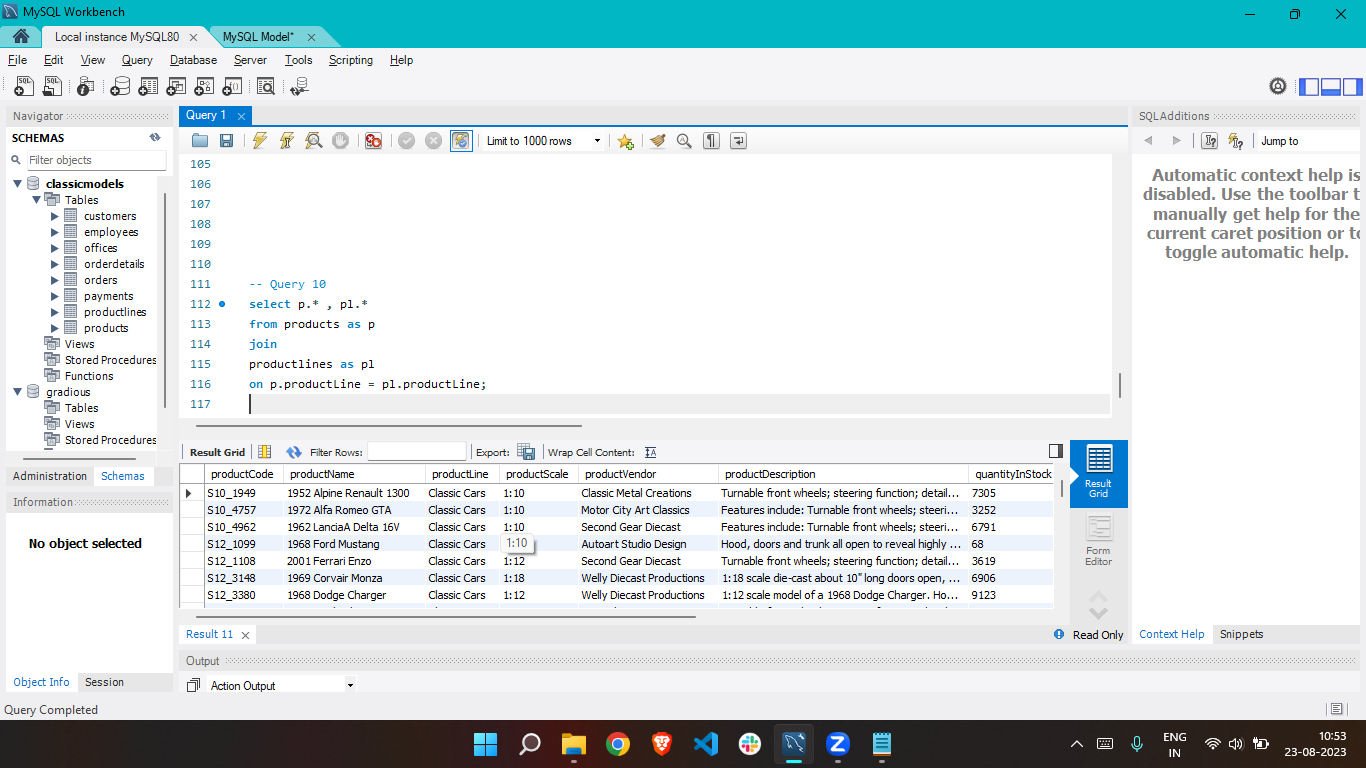 MySQL Workbench
Local instance MySQL80
MySQL Model*
File Edit View Query Database Server Tools Scripting Help
Navigator
SCHEMAS
Filter objects
classicmodels
Tables
customers
employees
offices
orderdetails
orders
payments
productlines
products
Views
Stored Procedures
Functions
gradious
Tables
Views
Stored Procedures
Administration Schemas
Information
No object selected
Object Info Session
Query Completed
Query 1
Limit to 1000 rows
105
106
107
108
109
110
111 -- Query 10
112 select p.* , pl.*
113 from products as p
114 join
115 productlines as pl
116 on p.productLine = pl.productLine;
117
Result Grid Filter Rows: Export: Wrap Cell Content:
productCode productName productLine productScale productVendor productDescription quantityInStock
S10_1949 1952 Alpine Renault 1300 Classic Cars 1:10 Classic Metal Creations Turnable front wheels; steering function; detail... 7305
S10_4757 1972 Alfa Romeo GTA Classic Cars 1:10 Motor City Art Classics Features include: Turnable front wheels; steeri... 3252
S10_4962 1962 LanciaA Delta 16V Classic Cars 1:10 Second Gear Diecast Features include: Turnable front wheels; steeri... 6791
S12_1099 1968 Ford Mustang Classic Cars 1:10 Autoart Studio Design Hood, doors and trunk all open to reveal highly ... 68
S12_1108 2001 Ferrari Enzo Classic Cars 1:12 Second Gear Diecast Turnable front wheels; steering function; detail... 3619
S12_3148 1969 Corvair Monza Classic Cars 1:18 Welly Diecast Productions 1:18 scale die-cast about 10" long doors open, ... 6906
S12_3380 1968 Dodge Charger Classic Cars 1:12 Welly Diecast Productions 1:12 scale model of a 1968 Dodge Charger. Ho... 9123
Result Grid
Form Editor
Result 11
Read Only
Output
Action Output
SQLAdditions
Jump to
Automatic context help is
disabled. Use the toolbar t
manually get help for the
current caret position or to
toggle automatic help.
Context Help Snippets
ENG
IN
10:53
23-08-2023